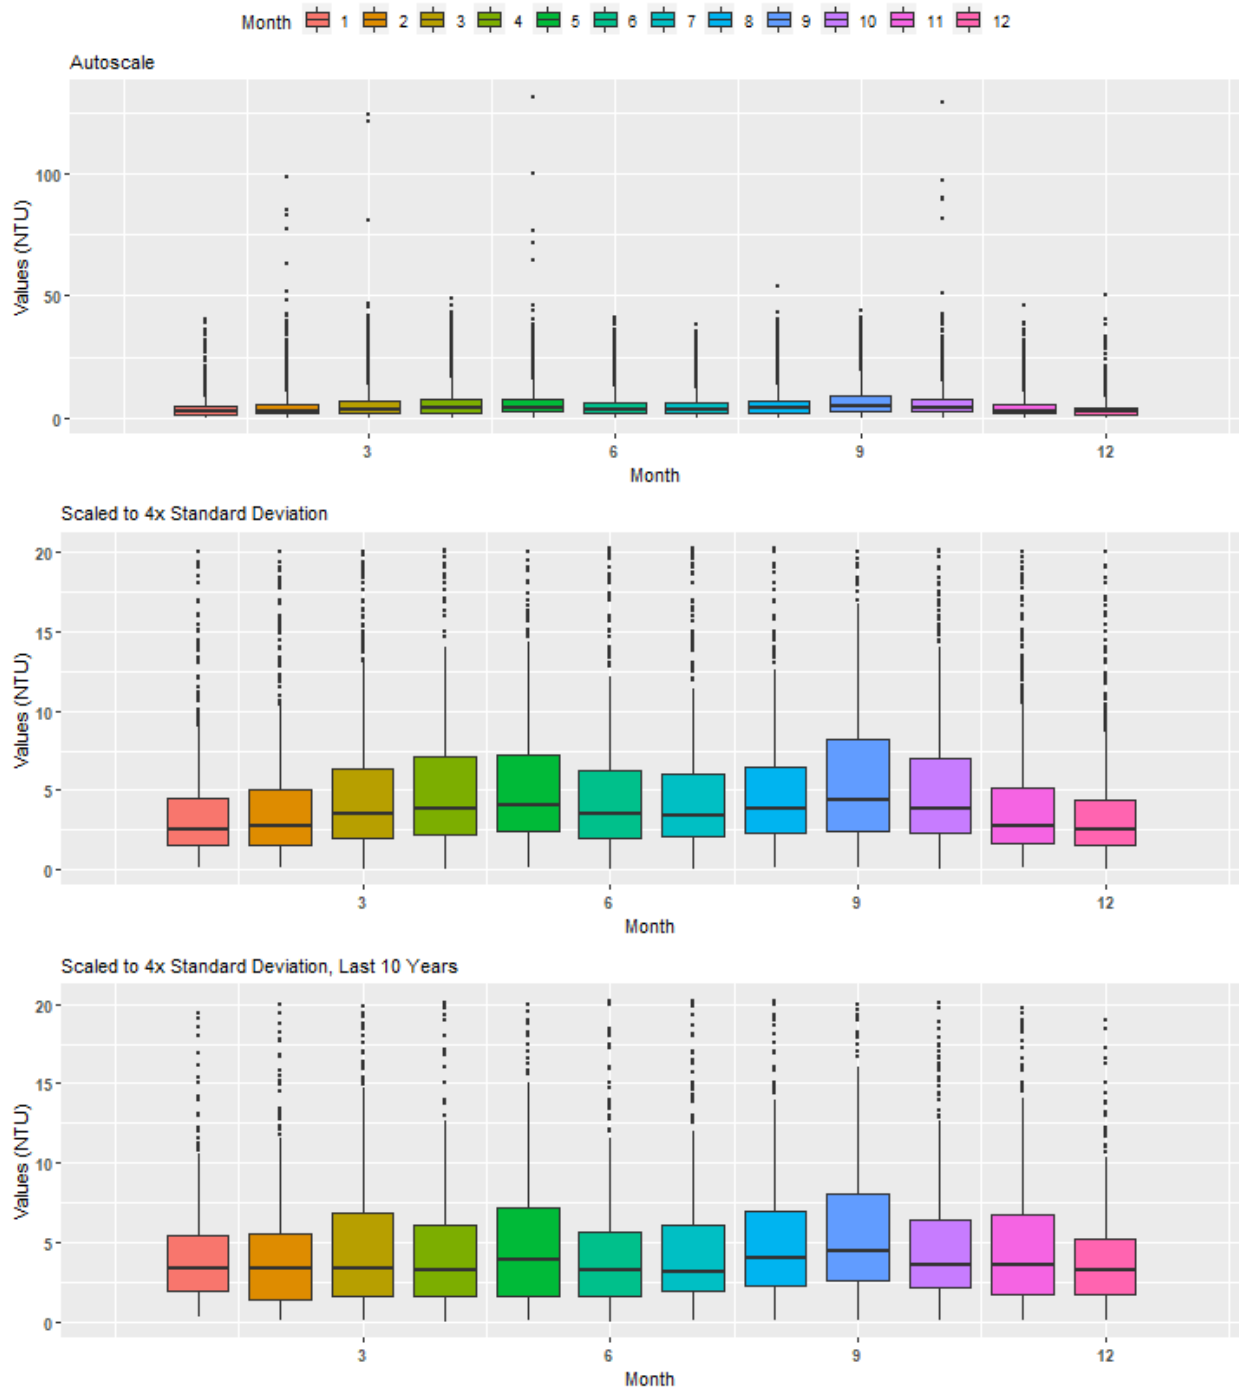 Month 1 2 3 4 5 6 7 8 9 10 11 12
Autoscale
Values (NTU)
100
50
0
3 6 9 12
Month
Scaled to 4x Standard Deviation
Values (NTU)
20
15
10
5
0
3 6 9 12
Month
Scaled to 4x Standard Deviation, Last 10 Years
Values (NTU)
20
15
10
5
0
3 6 9 12
Month